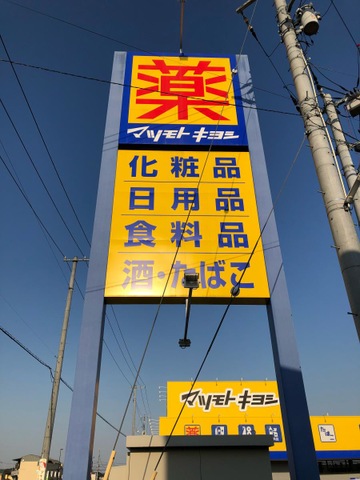 薬
マツモトキヨシ
化粧品
日用品
食料品
酒・たばこ
マツモトキヨシ
薬